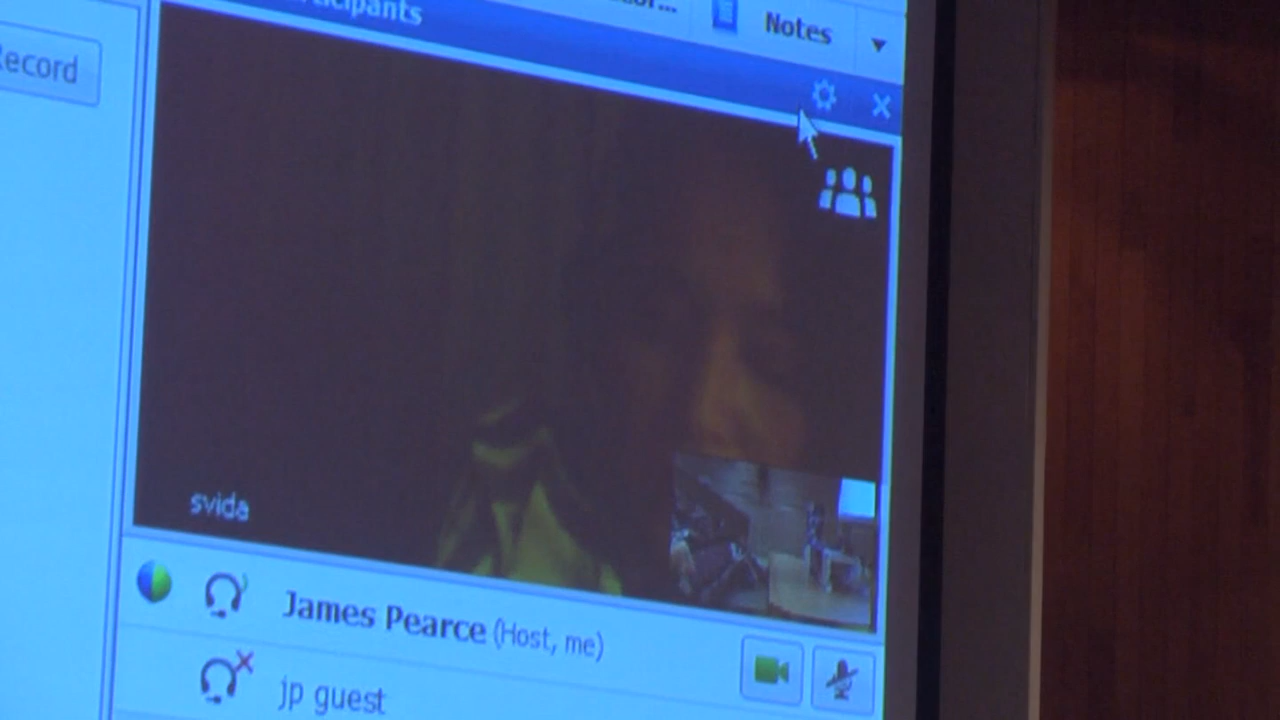 Notes
Record
svida
James Pearce (Host, me)
jp guest